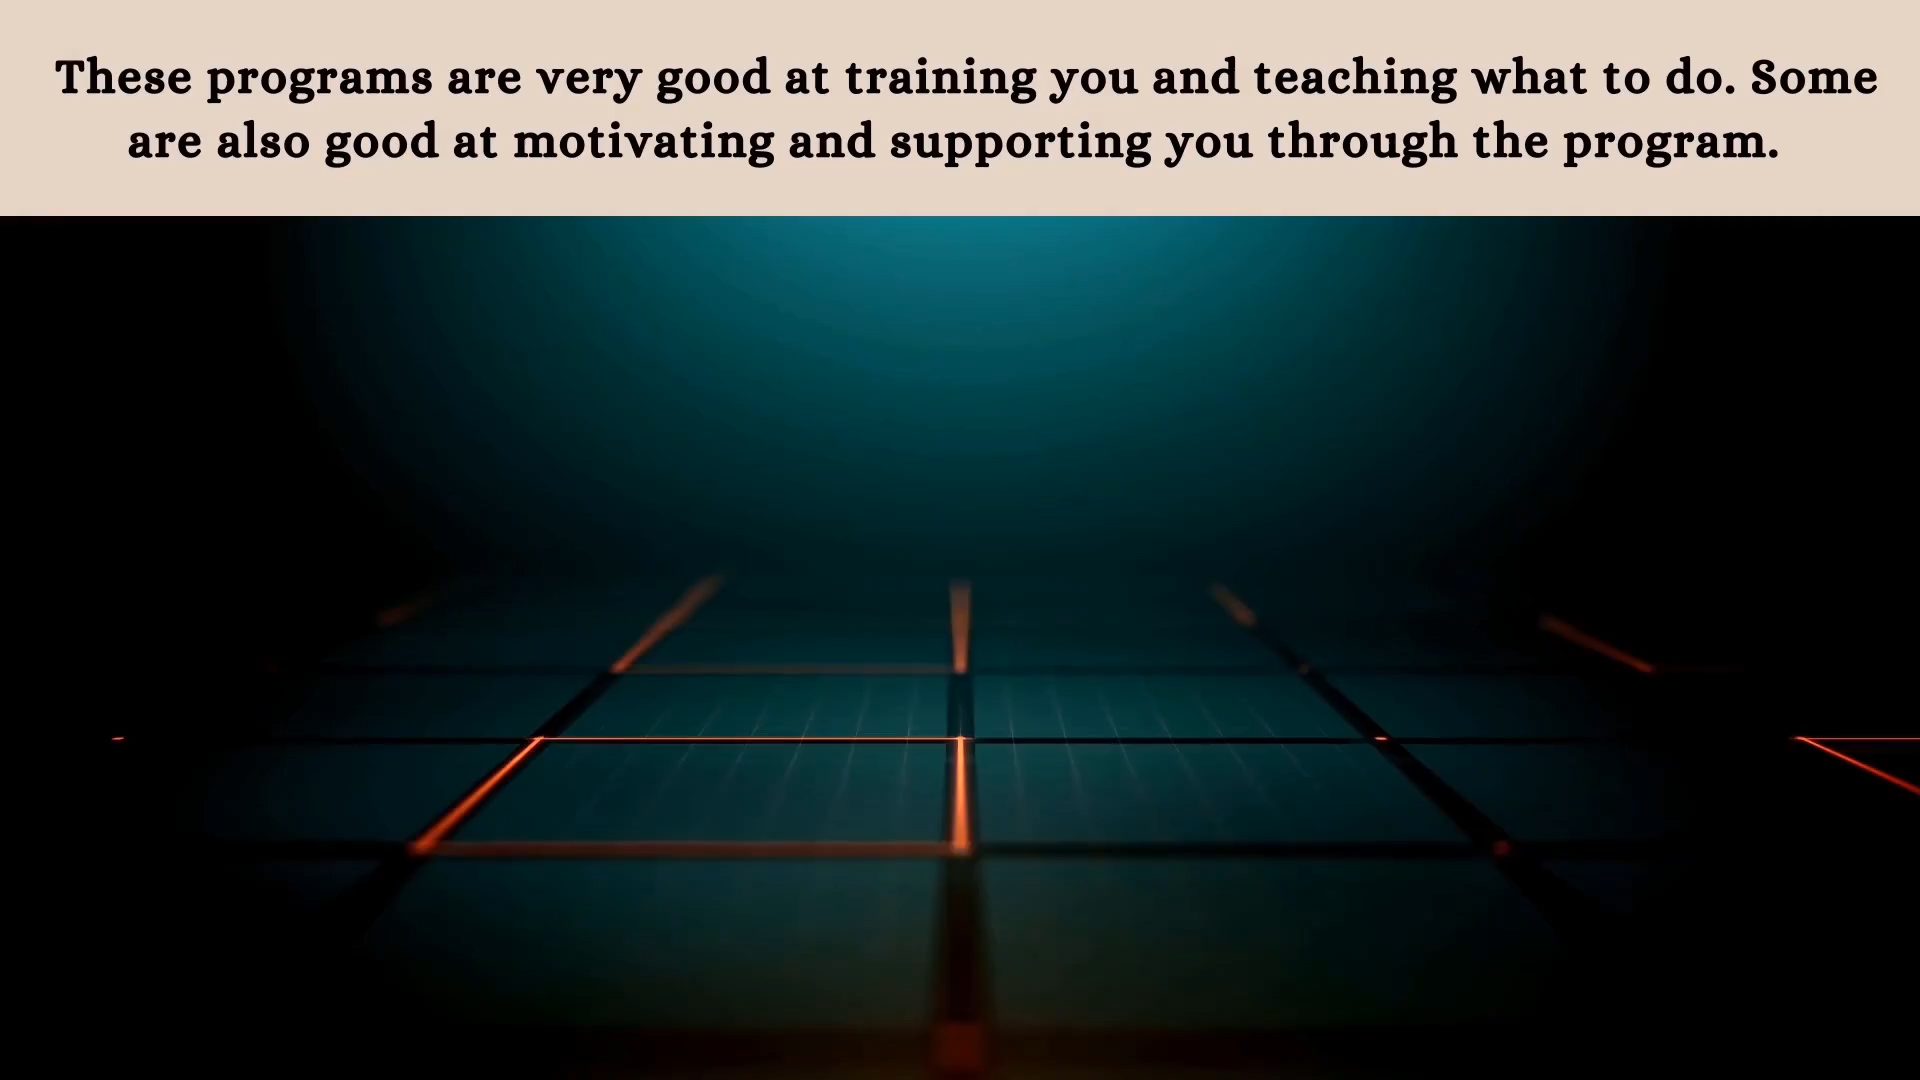 These programs are very good at training you and teaching what to do. Some
are also good at motivating and supporting you through the program.